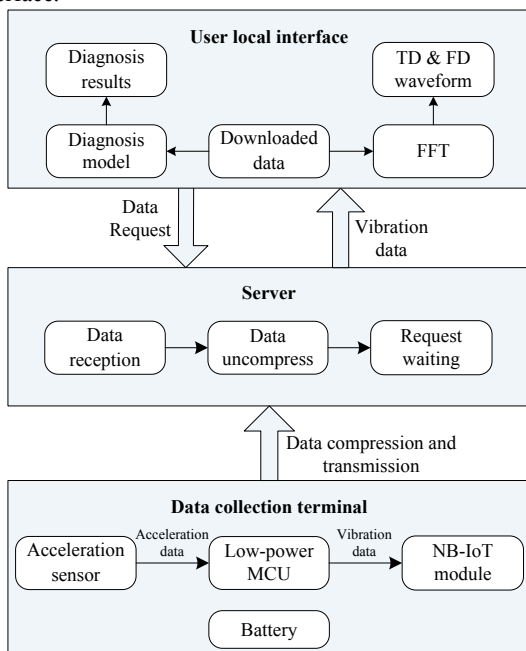 User local interface
Diagnosis
results
TD & FD
waveform
Diagnosis
model
Downloaded
data
FFT
Data
Request
Vibration
data
Server
Data
reception
Data
uncompress
Request
waiting
Data compression and
transmission
Data collection terminal
Acceleration
sensor
Acceleration
data
Low-power
MCU
Vibration
data
NB-IoT
module
Battery